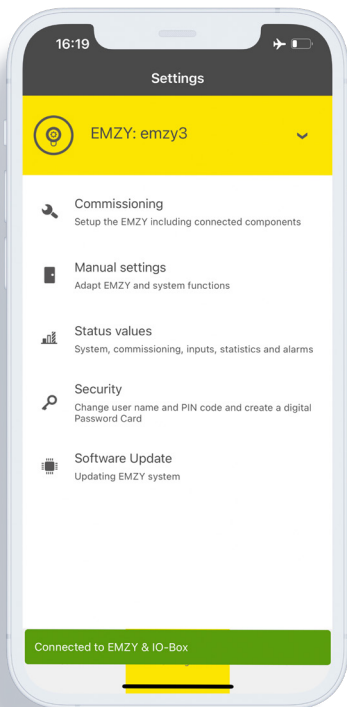 16:19
Settings
EMZY: emzy3
Commissioning
Setup the EMZY including connected components
Manual settings
Adapt EMZY and system functions
Status values
System, commissioning, inputs, statistics and alarms
Security
Change user name and PIN code and create a digital
Password Card
Software Update
Updating EMZY system
Connected to EMZY & IO-Box